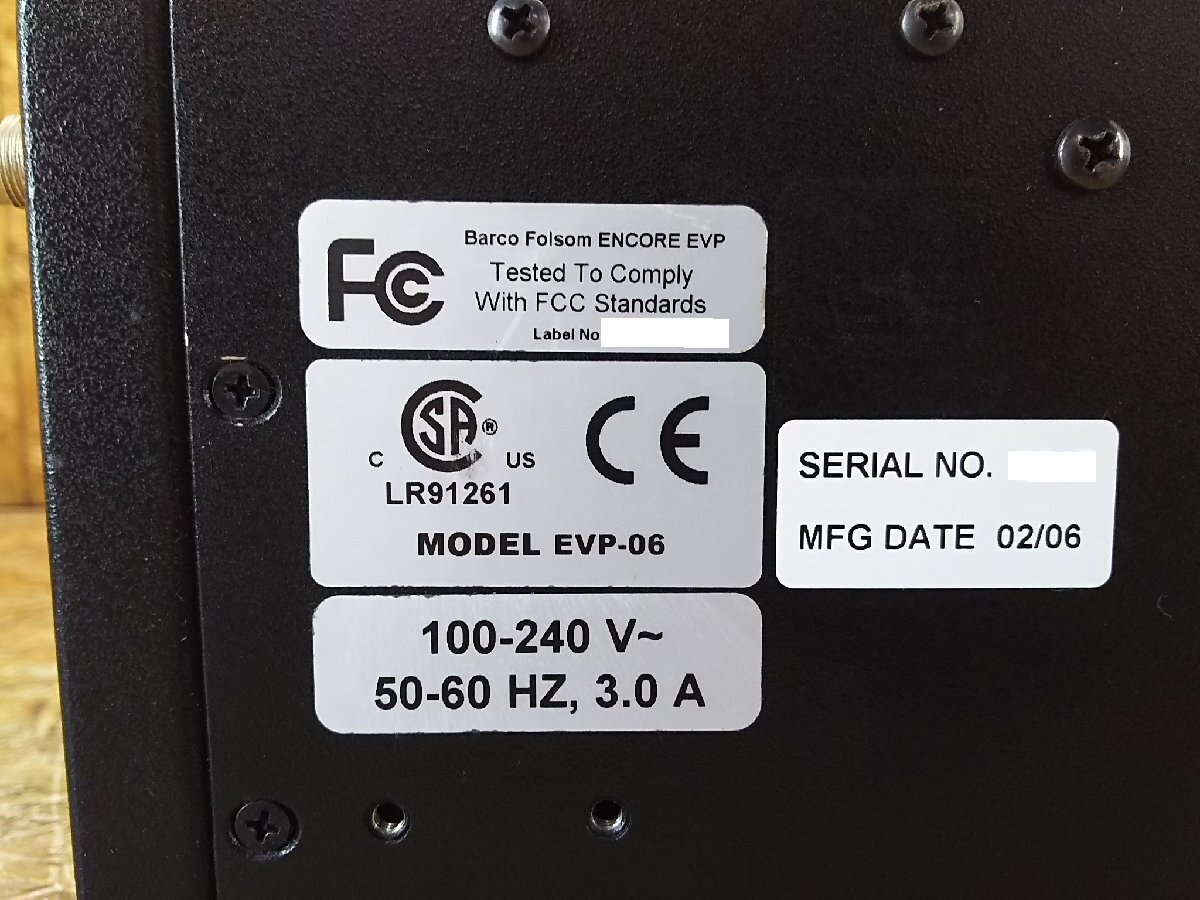 FC
Barco Folsom ENCORE EVP
Tested To Comply
With FCC Standards
Label No
CSA®
C US
LR91261
CE
MODEL EVP-06
SERIAL NO.
MFG DATE 02/06
100-240 V~
50-60 HZ, 3.0 A